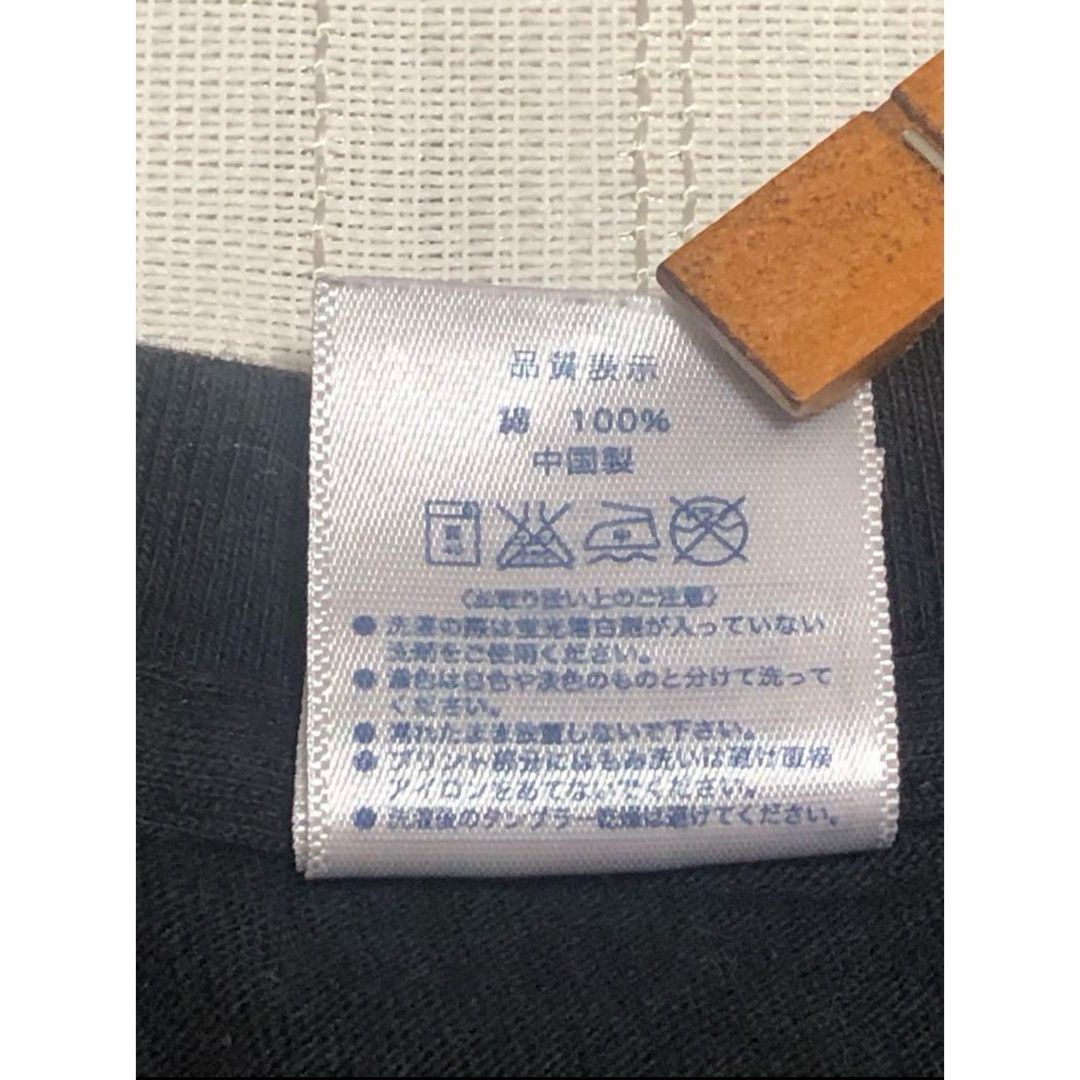 品質表示
綿 100%
中国製
中
〈お取り扱い上のご注意〉
●洗濯の際は蛍光増白剤が入っていない
洗剤をご使用ください。
●濃色は白色や淡色のものと分けて洗って
ください。
●濡れたまま放置しないで下さい。
●プリント部分にはもみ洗いは避け直接
アイロンをあてないでください。
●洗濯後のタンブラー乾燥は避けてください。